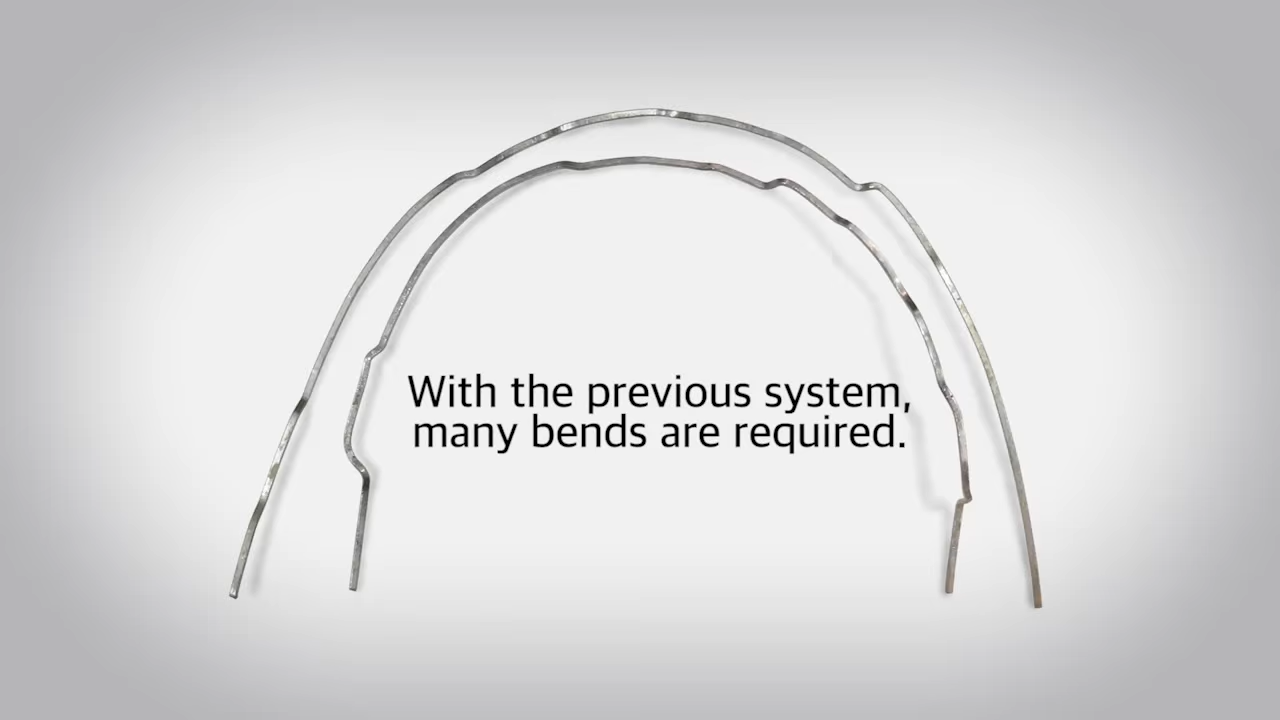 With the previous system,
many bends are required.